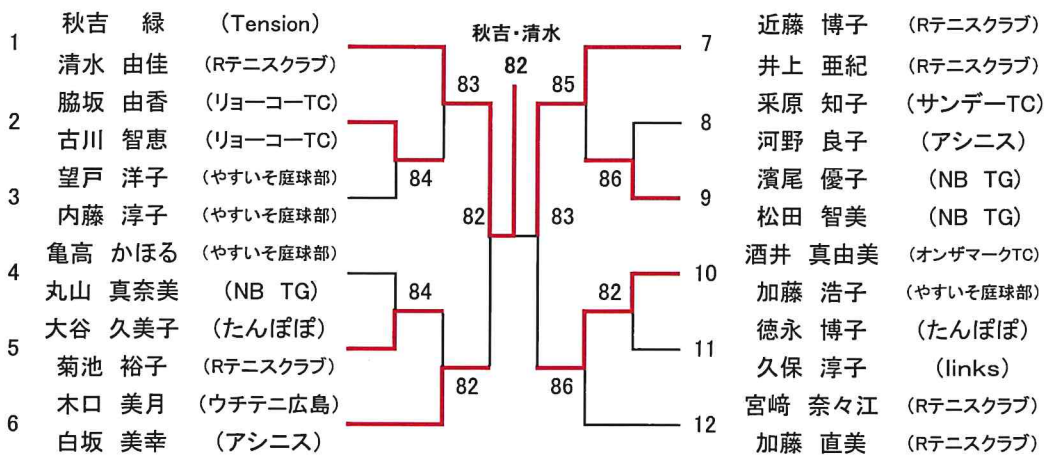 1
秋吉 緑 (Tension)
清水 由佳 (Rテニスクラブ)
2
脇坂 由香 (リョーコーTC)
古川 智恵 (リョーコーTC)
3
望戸 洋子 (やすいそ庭球部)
内藤 淳子 (やすいそ庭球部)
4
亀高 かほる (やすいそ庭球部)
丸山 真奈美 (NB TG)
5
大谷 久美子 (たんぽぽ)
菊池 裕子 (Rテニスクラブ)
6
木口 美月 (ウチテニ広島)
白坂 美幸 (アシニス)
秋吉・清水
82
83
85
84
86
82
83
84
82
82
86
7
近藤 博子 (Rテニスクラブ)
井上 亜紀 (Rテニスクラブ)
8
釆原 知子 (サンデーTC)
河野 良子 (アシニス)
9
濱尾 優子 (NB TG)
松田 智美 (NB TG)
10
酒井 真由美 (オンザマークTC)
加藤 浩子 (やすいそ庭球部)
11
徳永 博子 (たんぽぽ)
久保 淳子 (links)
12
宮﨑 奈々江 (Rテニスクラブ)
加藤 直美 (Rテニスクラブ)